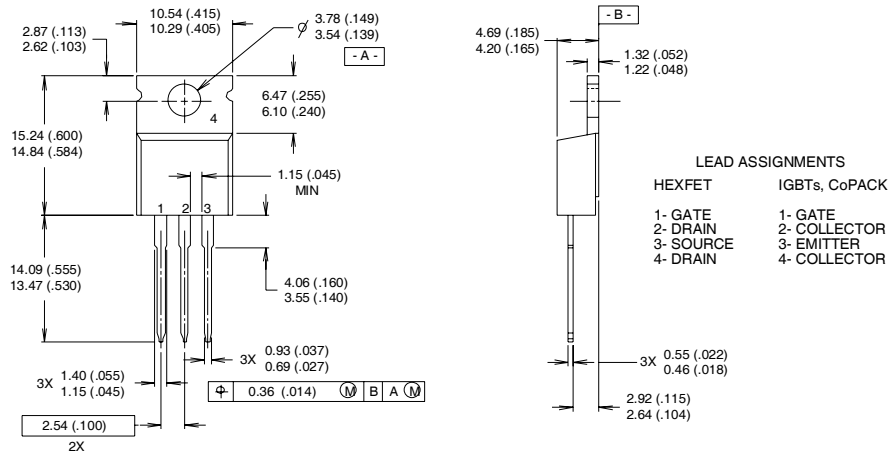 10.54 (.415)
10.29 (.405)
2.87 (.113)
2.62 (.103)
3.78 (.149)
3.54 (.139)
- A -
6.47 (.255)
6.10 (.240)
4
15.24 (.600)
14.84 (.584)
1.15 (.045)
MIN
1 2 3
14.09 (.555)
13.47 (.530)
4.06 (.160)
3.55 (.140)
3X 0.93 (.037)
0.69 (.027)
3X 1.40 (.055)
1.15 (.045)
⌖ 0.36 (.014) Ⓜ B A Ⓜ
2.54 (.100)
2X
- B -
4.69 (.185)
4.20 (.165)
1.32 (.052)
1.22 (.048)
3X 0.55 (.022)
0.46 (.018)
2.92 (.115)
2.64 (.104)
LEAD ASSIGNMENTS
HEXFET IGBTs, CoPACK
1- GATE 1- GATE
2- DRAIN 2- COLLECTOR
3- SOURCE 3- EMITTER
4- DRAIN 4- COLLECTOR